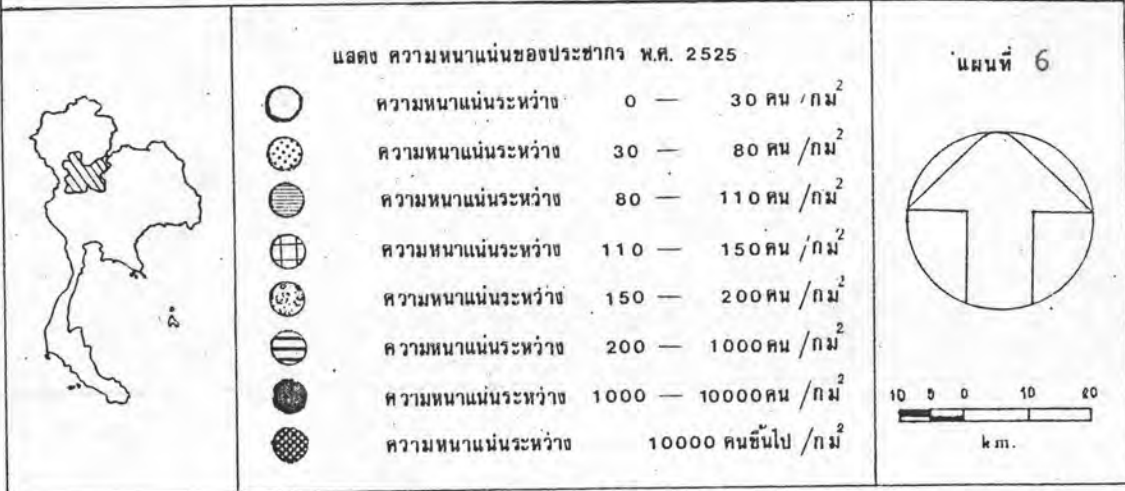 แสดง ความหนาแน่นของประชากร พ.ศ. 2525
ความหนาแน่นระหว่าง 0 — 30 คน /กม²
ความหนาแน่นระหว่าง 30 — 80 คน /กม²
ความหนาแน่นระหว่าง 80 — 110 คน /กม²
ความหนาแน่นระหว่าง 110 — 150 คน /กม²
ความหนาแน่นระหว่าง 150 — 200 คน /กม²
ความหนาแน่นระหว่าง 200 — 1000 คน /กม²
ความหนาแน่นระหว่าง 1000 — 10000 คน /กม²
ความหนาแน่นระหว่าง 10000 คนขึ้นไป /กม²
แผนที่ 6
10 5 0 10 20
km.